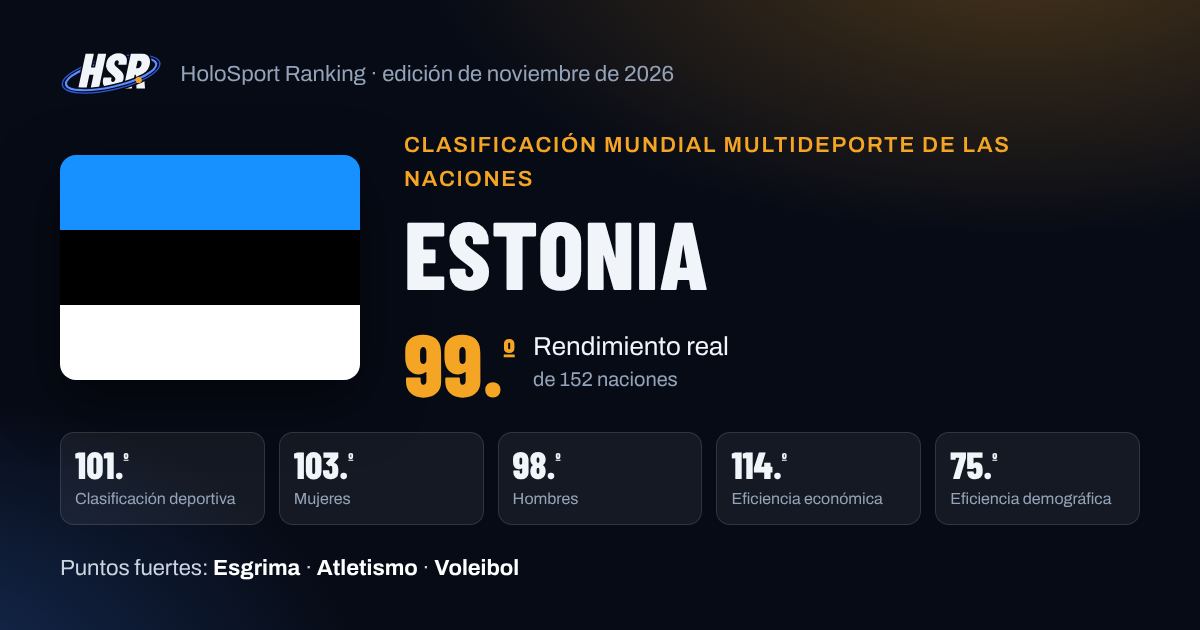 HSR
HoloSport Ranking · edición de noviembre de 2026
CLASIFICACIÓN MUNDIAL MULTIDEPORTE DE LAS
NACIONES
ESTONIA
99.º
Rendimiento real
de 152 naciones
101.º
Clasificación deportiva
103.º
Mujeres
98.º
Hombres
114.º
Eficiencia económica
75.º
Eficiencia demográfica
Puntos fuertes: Esgrima · Atletismo · Voleibol